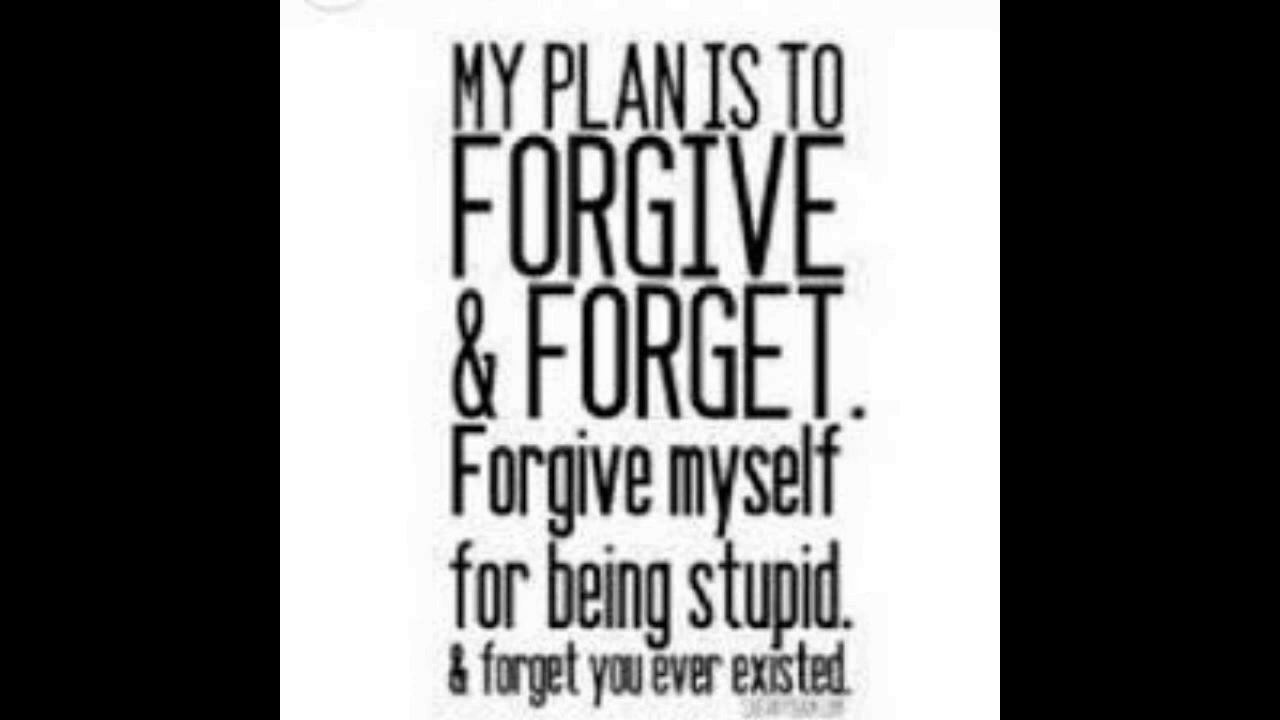 MY PLAN IS TO
FORGIVE
& FORGET.
Forgive myself
for being stupid.
& forget you ever existed.